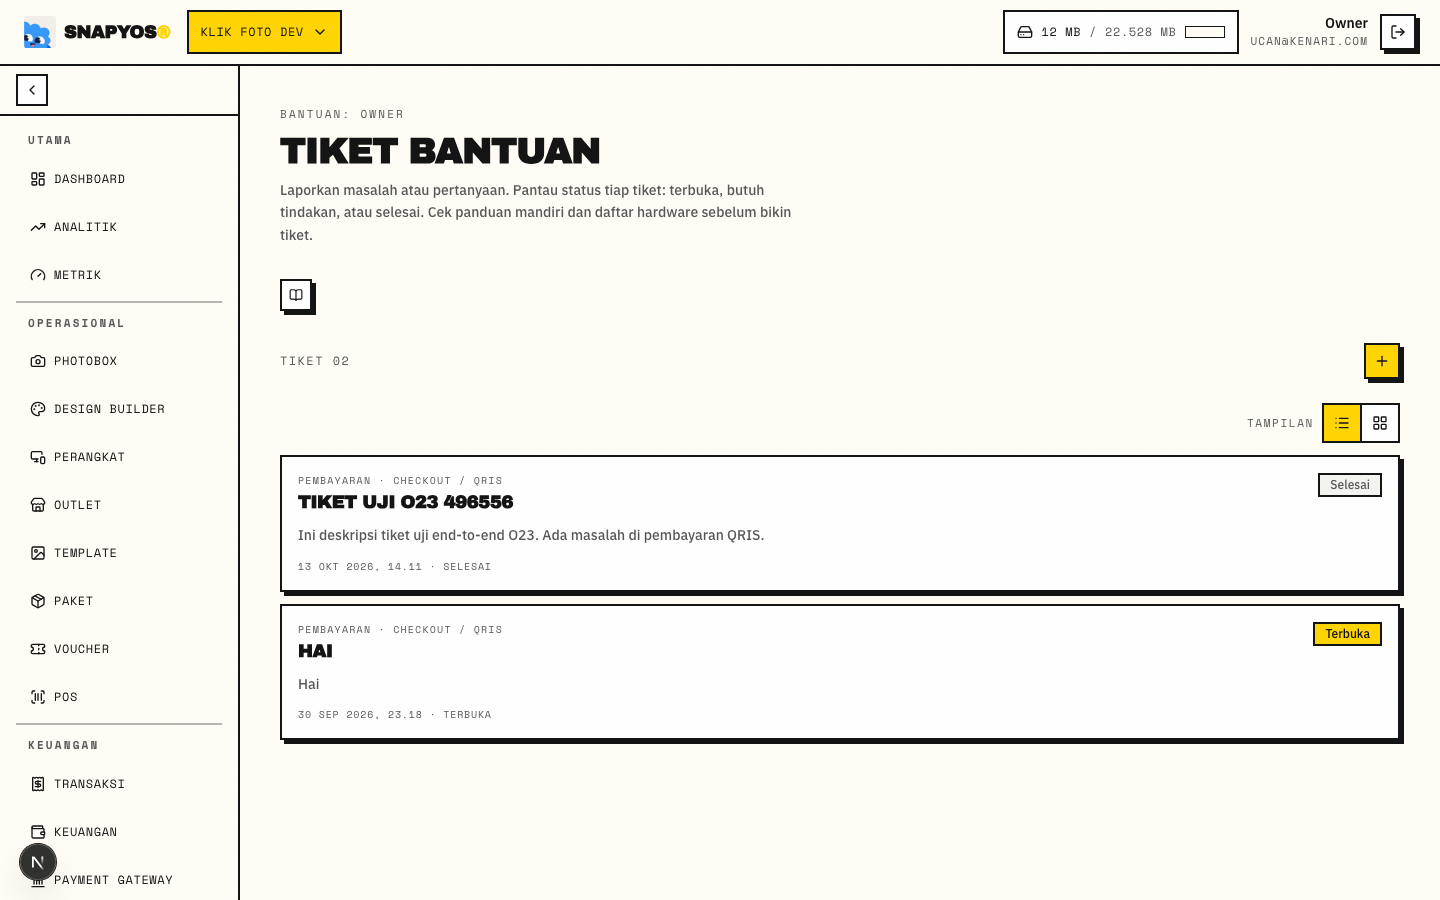 SNAPYOS®
KLIK FOTO DEV
12 MB / 22.528 MB
Owner
UCAN@KENARI.COM
UTAMA
DASHBOARD
ANALITIK
METRIK
OPERASIONAL
PHOTOBOX
DESIGN BUILDER
PERANGKAT
OUTLET
TEMPLATE
PAKET
VOUCHER
POS
KEUANGAN
TRANSAKSI
KEUANGAN
N
PAYMENT GATEWAY
BANTUAN: OWNER
TIKET BANTUAN
Laporkan masalah atau pertanyaan. Pantau status tiap tiket: terbuka, butuh
tindakan, atau selesai. Cek panduan mandiri dan daftar hardware sebelum bikin
tiket.
TIKET 02
TAMPILAN
PEMBAYARAN · CHECKOUT / QRIS
TIKET UJI O23 496556
Selesai
Ini deskripsi tiket uji end-to-end O23. Ada masalah di pembayaran QRIS.
13 OKT 2026, 14.11 · SELESAI
PEMBAYARAN · CHECKOUT / QRIS
HAI
Terbuka
Hai
30 SEP 2026, 23.18 · TERBUKA